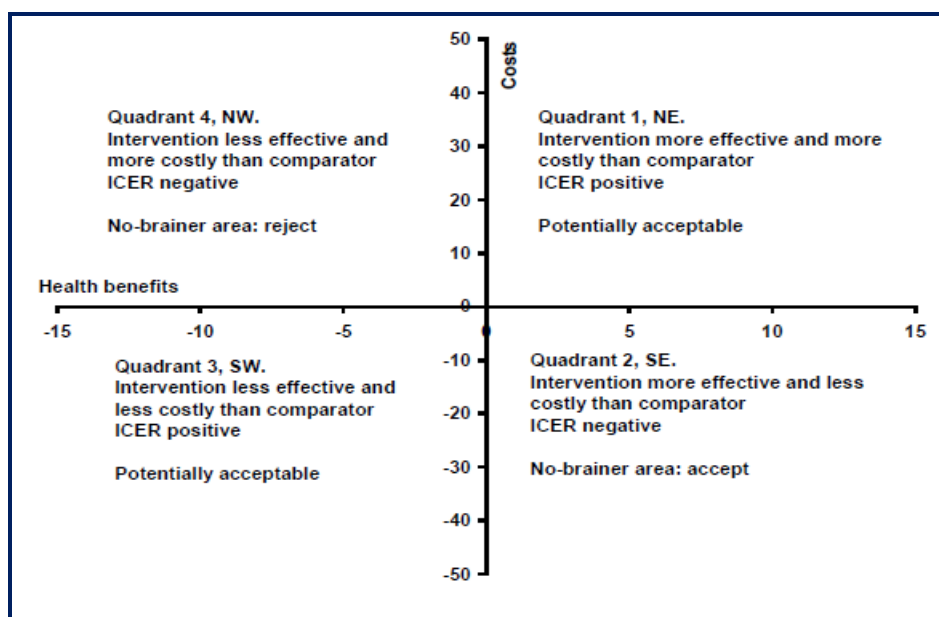 50
Costs
40
30
20
10
0
-10
-20
-30
-40
-50
Quadrant 4, NW.
Intervention less effective and
more costly than comparator
ICER negative
No-brainer area: reject
Quadrant 1, NE.
Intervention more effective and more
costly than comparator
ICER positive
Potentially acceptable
Health benefits
-15 -10 -5 0 5 10 15
Quadrant 3, SW.
Intervention less effective and
less costly than comparator
ICER positive
Potentially acceptable
Quadrant 2, SE.
Intervention more effective and less
costly than comparator
ICER negative
No-brainer area: accept